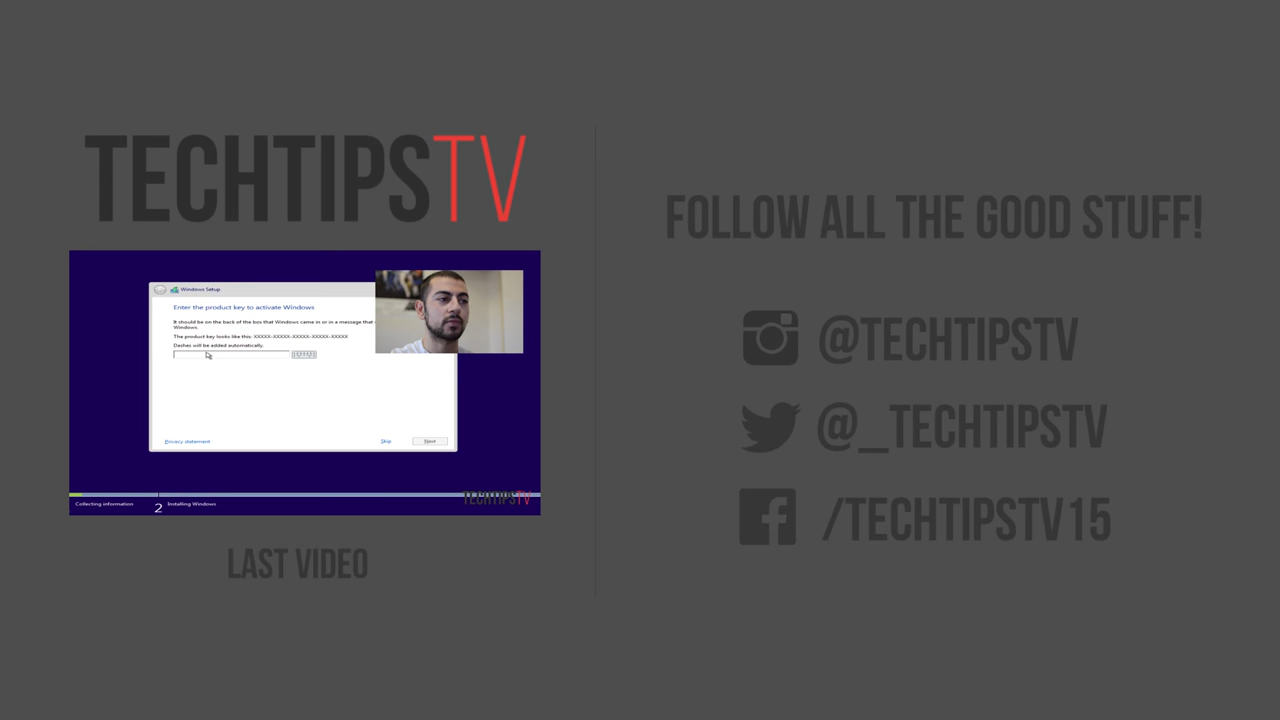 TECHTIPSTV
Windows Setup
Enter the product key to activate Windows
It should be on the back of the box that Windows came in or in a message that
Windows.
The product key looks like this: XXXXX-XXXXX-XXXXX-XXXXX-XXXXX
Dashes will be added automatically.
Privacy statement
Skip
Next
TECHTIPSTV
Collecting information
2 Installing Windows
LAST VIDEO
FOLLOW ALL THE GOOD STUFF!
@TECHTIPSTV
@_TECHTIPSTV
/TECHTIPSTV15